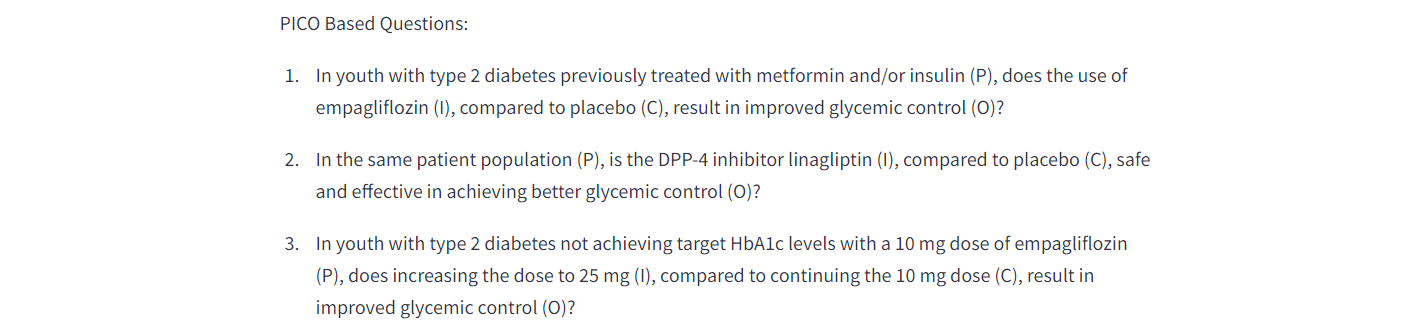 PICO Based Questions:
1. In youth with type 2 diabetes previously treated with metformin and/or insulin (P), does the use of
empagliflozin (I), compared to placebo (C), result in improved glycemic control (O)?
2. In the same patient population (P), is the DPP-4 inhibitor linagliptin (I), compared to placebo (C), safe
and effective in achieving better glycemic control (O)?
3. In youth with type 2 diabetes not achieving target HbA1c levels with a 10 mg dose of empagliflozin
(P), does increasing the dose to 25 mg (I), compared to continuing the 10 mg dose (C), result in
improved glycemic control (O)?